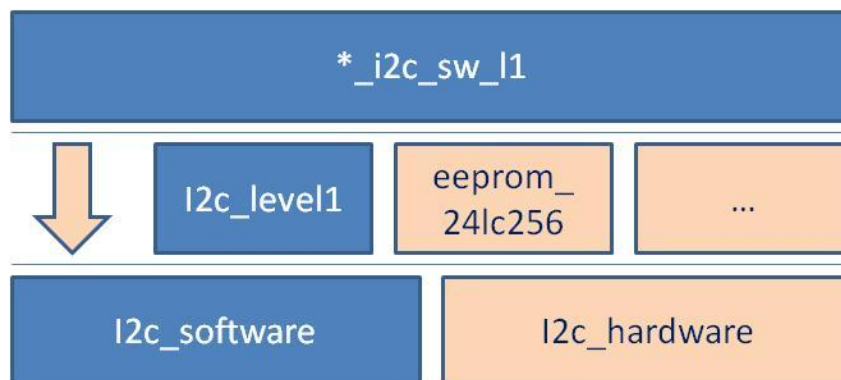 *_i2c_sw_l1
I2c_level1
eeprom_
24lc256
...
I2c_software
I2c_hardware